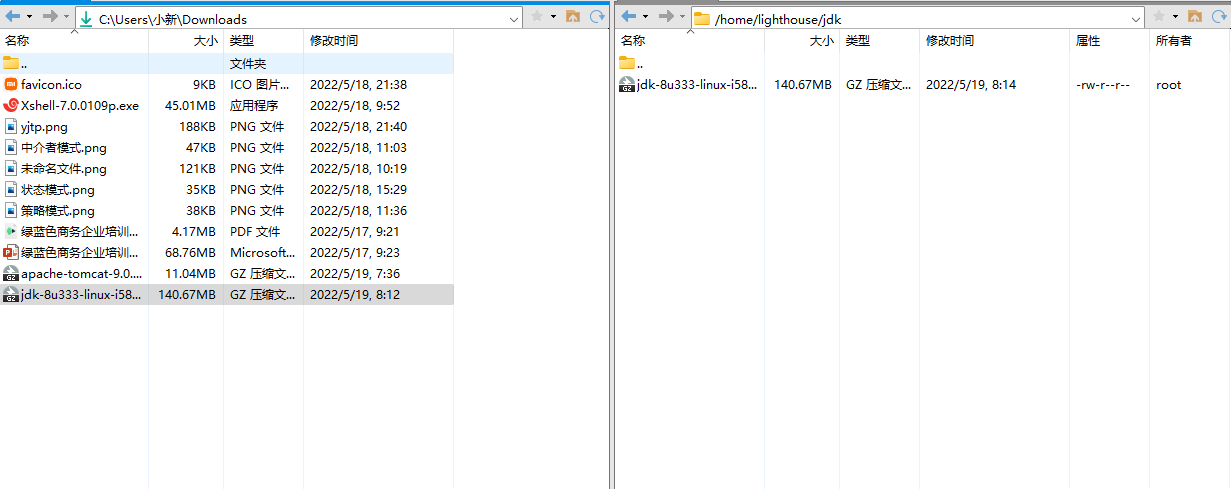 C:\Users\小新\Downloads
名称 大小 类型 修改时间
.. 文件夹
favicon.ico 9KB ICO 图片... 2022/5/18, 21:38
Xshell-7.0.0109p.exe 45.01MB 应用程序 2022/5/18, 9:52
yjtp.png 188KB PNG 文件 2022/5/18, 21:40
中介者模式.png 47KB PNG 文件 2022/5/18, 11:03
未命名文件.png 121KB PNG 文件 2022/5/18, 10:19
状态模式.png 35KB PNG 文件 2022/5/18, 15:29
策略模式.png 38KB PNG 文件 2022/5/18, 11:36
绿蓝色商务企业培训... 4.17MB PDF 文件 2022/5/17, 9:21
绿蓝色商务企业培训... 68.76MB Microsoft... 2022/5/17, 9:23
apache-tomcat-9.0.... 11.04MB GZ 压缩文... 2022/5/19, 7:36
jdk-8u333-linux-i58... 140.67MB GZ 压缩文... 2022/5/19, 8:12
/home/lighthouse/jdk
名称 大小 类型 修改时间 属性 所有者
..
jdk-8u333-linux-i58... 140.67MB GZ 压缩文... 2022/5/19, 8:14 -rw-r--r-- root